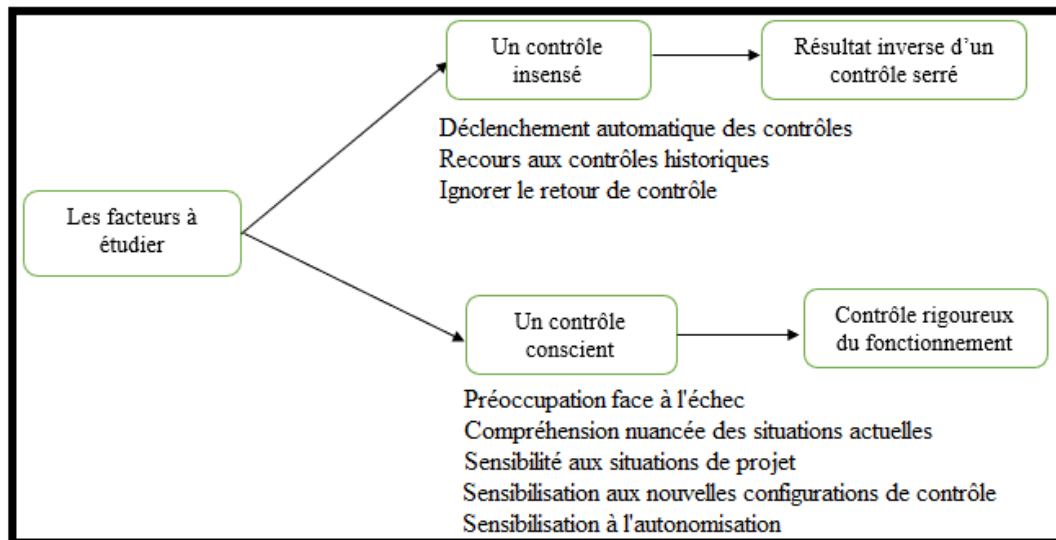 Un contrôle
insensé
Résultat inverse d’un
contrôle serré
Déclenchement automatique des contrôles
Recours aux contrôles historiques
Ignorer le retour de contrôle
Les facteurs à
étudier
Un contrôle
conscient
Contrôle rigoureux
du fonctionnement
Préoccupation face à l'échec
Compréhension nuancée des situations actuelles
Sensibilité aux situations de projet
Sensibilisation aux nouvelles configurations de contrôle
Sensibilisation à l'autonomisation